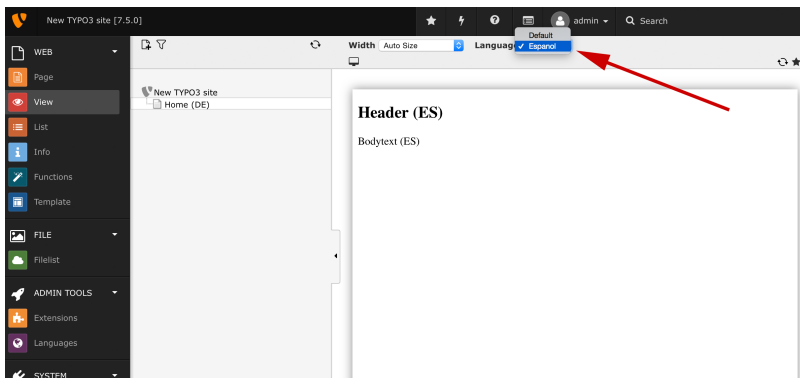 New TYPO3 site [7.5.0]
admin
Search
Default
✓ Espanol
Width Auto Size
Languag
WEB
Page
View
List
Info
Functions
Template
FILE
Filelist
ADMIN TOOLS
Extensions
Languages
SYSTEM
New TYPO3 site
Home (DE)
Header (ES)
Bodytext (ES)